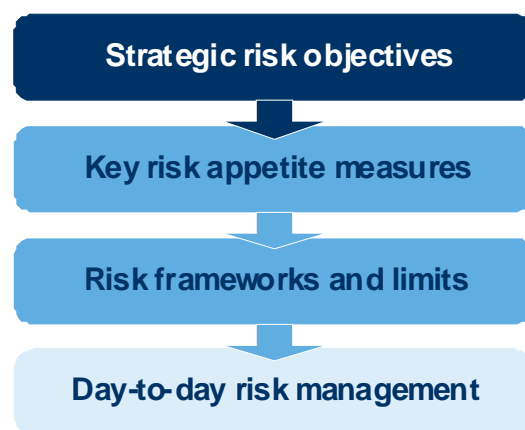 Strategic risk objectives
Key risk appetite measures
Risk frameworks and limits
Day-to-day risk management